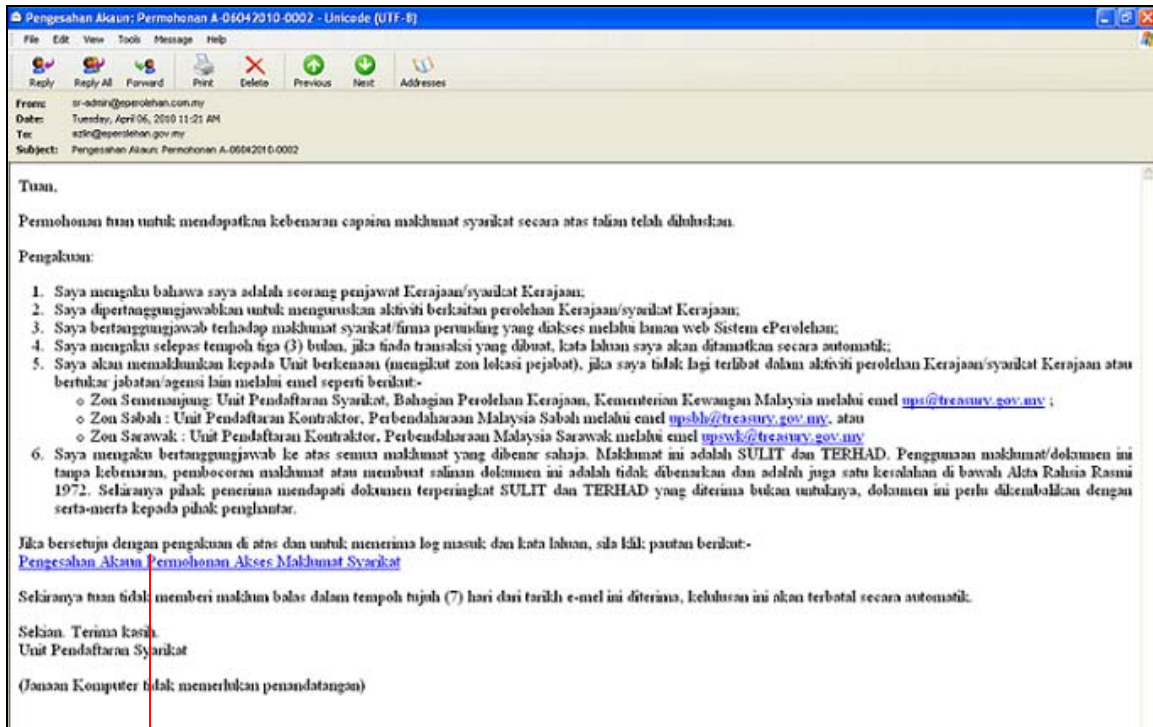 Pengesahan Akaun: Permohonan A-06042010-0002 - Unicode (UTF-8)
File Edit View Tools Message Help
Reply Reply All Forward Print Delete Previous Next Addresses
From: sr-admin@eperolehan.com.my
Date: Tuesday, April 06, 2010 11:21 AM
To: azlin@eperolehan.gov.my
Subject: Pengesahan Akaun: Permohonan A-06042010-0002
Tuan,
Permohonan tuan untuk mendapatkan kebenaran capaian maklumat syarikat secara atas talian telah diluluskan.
Pengakuan:
1. Saya mengaku bahawa saya adalah seorang penjawat Kerajaan/syarikat Kerajaan;
2. Saya dipertanggungjawabkan untuk menguruskan aktiviti berkaitan perolehan Kerajaan/syarikat Kerajaan;
3. Saya bertanggungjawab terhadap maklumat syarikat/firma perunding yang diakses melalui laman web Sistem ePerolehan;
4. Saya mengaku selepas tempoh tiga (3) bulan, jika tiada transaksi yang dibuat, kata laluan saya akan ditamatkan secara automatik;
5. Saya akan memaklumkan kepada Unit berkenaan (mengikut zon lokasi pejabat), jika saya tidak lagi terlibat dalam aktiviti perolehan Kerajaan/syarikat Kerajaan atau
bertukar jabatan/agensi lain melalui emel seperti berikut:-
o Zon Semenanjung: Unit Pendaftaran Syarikat, Bahagian Perolehan Kerajaan, Kementerian Kewangan Malaysia melalui emel ups@treasury.gov.my ;
o Zon Sabah : Unit Pendaftaran Kontraktor, Perbendaharaan Malaysia Sabah melalui emel upsbh@treasury.gov.my, atau
o Zon Sarawak : Unit Pendaftaran Kontraktor, Perbendaharaan Malaysia Sarawak melalui emel upswk@treasury.gov.my
6. Saya mengaku bertanggungjawab ke atas semua maklumat yang dibenar sahaja. Maklumat ini adalah SULIT dan TERHAD. Penggunaan maklumat/dokumen ini
tanpa kebenaran, pembocoran maklumat atau membuat salinan dokumen ini adalah tidak dibenarkan dan adalah juga satu kesalahan di bawah Akta Rahsia Rasmi
1972. Sekiranya pihak penerima mendapati dokumen terperingkat SULIT dan TERHAD yang diterima bukan untuknya, dokumen ini perlu dikembalikan dengan
serta-merta kepada pihak penghantar.
Jika bersetuju dengan pengakuan di atas dan untuk menerima log masuk dan kata laluan, sila klik pautan berikut:-
Pengesahan Akaun Permohonan Akses Maklumat Syarikat
Sekiranya tuan tidak memberi maklum balas dalam tempoh tujuh (7) hari dari tarikh e-mel ini diterima, kelulusan ini akan terbatal secara automatik.
Sekian. Terima kasih.
Unit Pendaftaran Syarikat
(Janaan Komputer tidak memerlukan penandatangan)